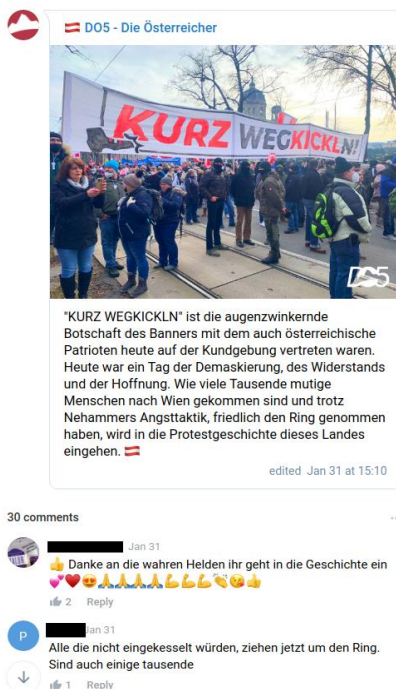 DO5 - Die Österreicher
KURZ WEGKICKLN!
DO5
"KURZ WEGKICKLN" ist die augenzwinkernde
Botschaft des Banners mit dem auch österreichische
Patrioten heute auf der Kundgebung vertreten waren.
Heute war ein Tag der Demaskierung, des Widerstands
und der Hoffnung. Wie viele Tausende mutige
Menschen nach Wien gekommen sind und trotz
Nehammers Angsttaktik, friedlich den Ring genommen
haben, wird in die Protestgeschichte dieses Landes
eingehen. 🇦🇹
edited Jan 31 at 15:10
30 comments
Jan 31
👍 Danke an die wahren Helden ihr geht in die Geschichte ein
💕❤️😍🙏🙏🙏🙏💪💪💪👏😘👍
2 Reply
P
Jan 31
Alle die nicht eingekesselt würden, ziehen jetzt um den Ring.
Sind auch einige tausende
1 Reply